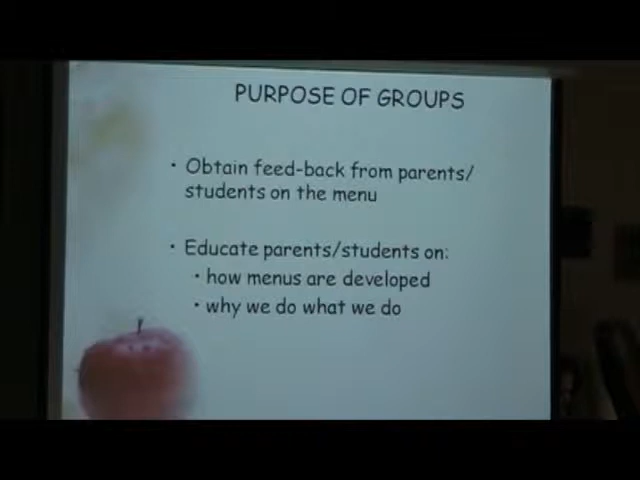 PURPOSE OF GROUPS
• Obtain feed-back from parents/
students on the menu
• Educate parents/students on:
• how menus are developed
• why we do what we do